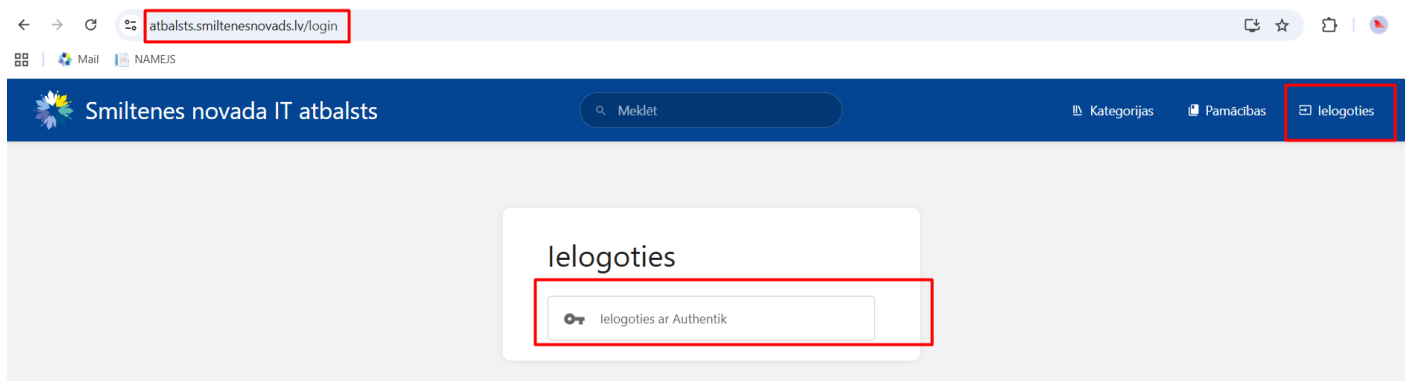 atbalsts.smiltenesnovads.lv/login
Mail NAMEJS
Smiltenes novada IT atbalsts Meklēt Kategorijas Pamācības Ielogoties
Ielogoties
Ielogoties ar Authentik